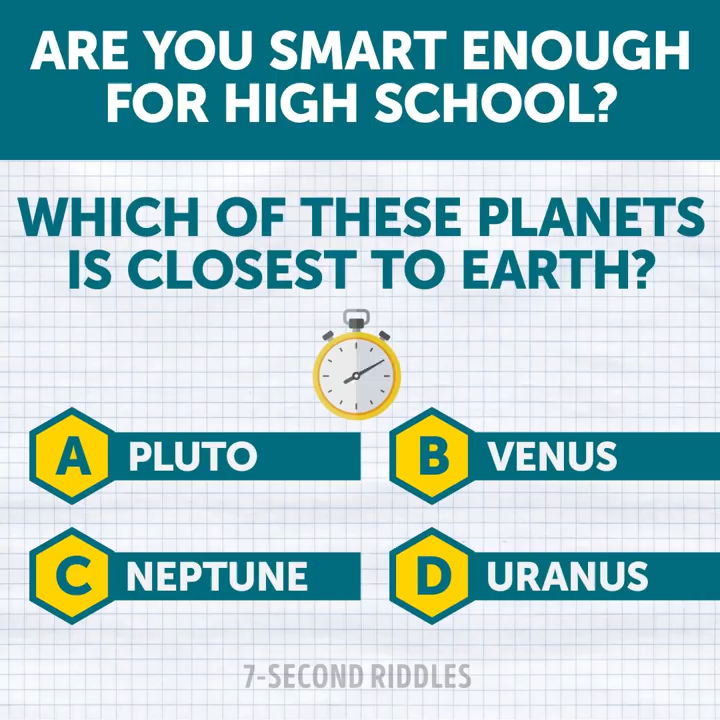 ARE YOU SMART ENOUGH
FOR HIGH SCHOOL?
WHICH OF THESE PLANETS
IS CLOSEST TO EARTH?
A PLUTO
B VENUS
C NEPTUNE
D URANUS
7-SECOND RIDDLES